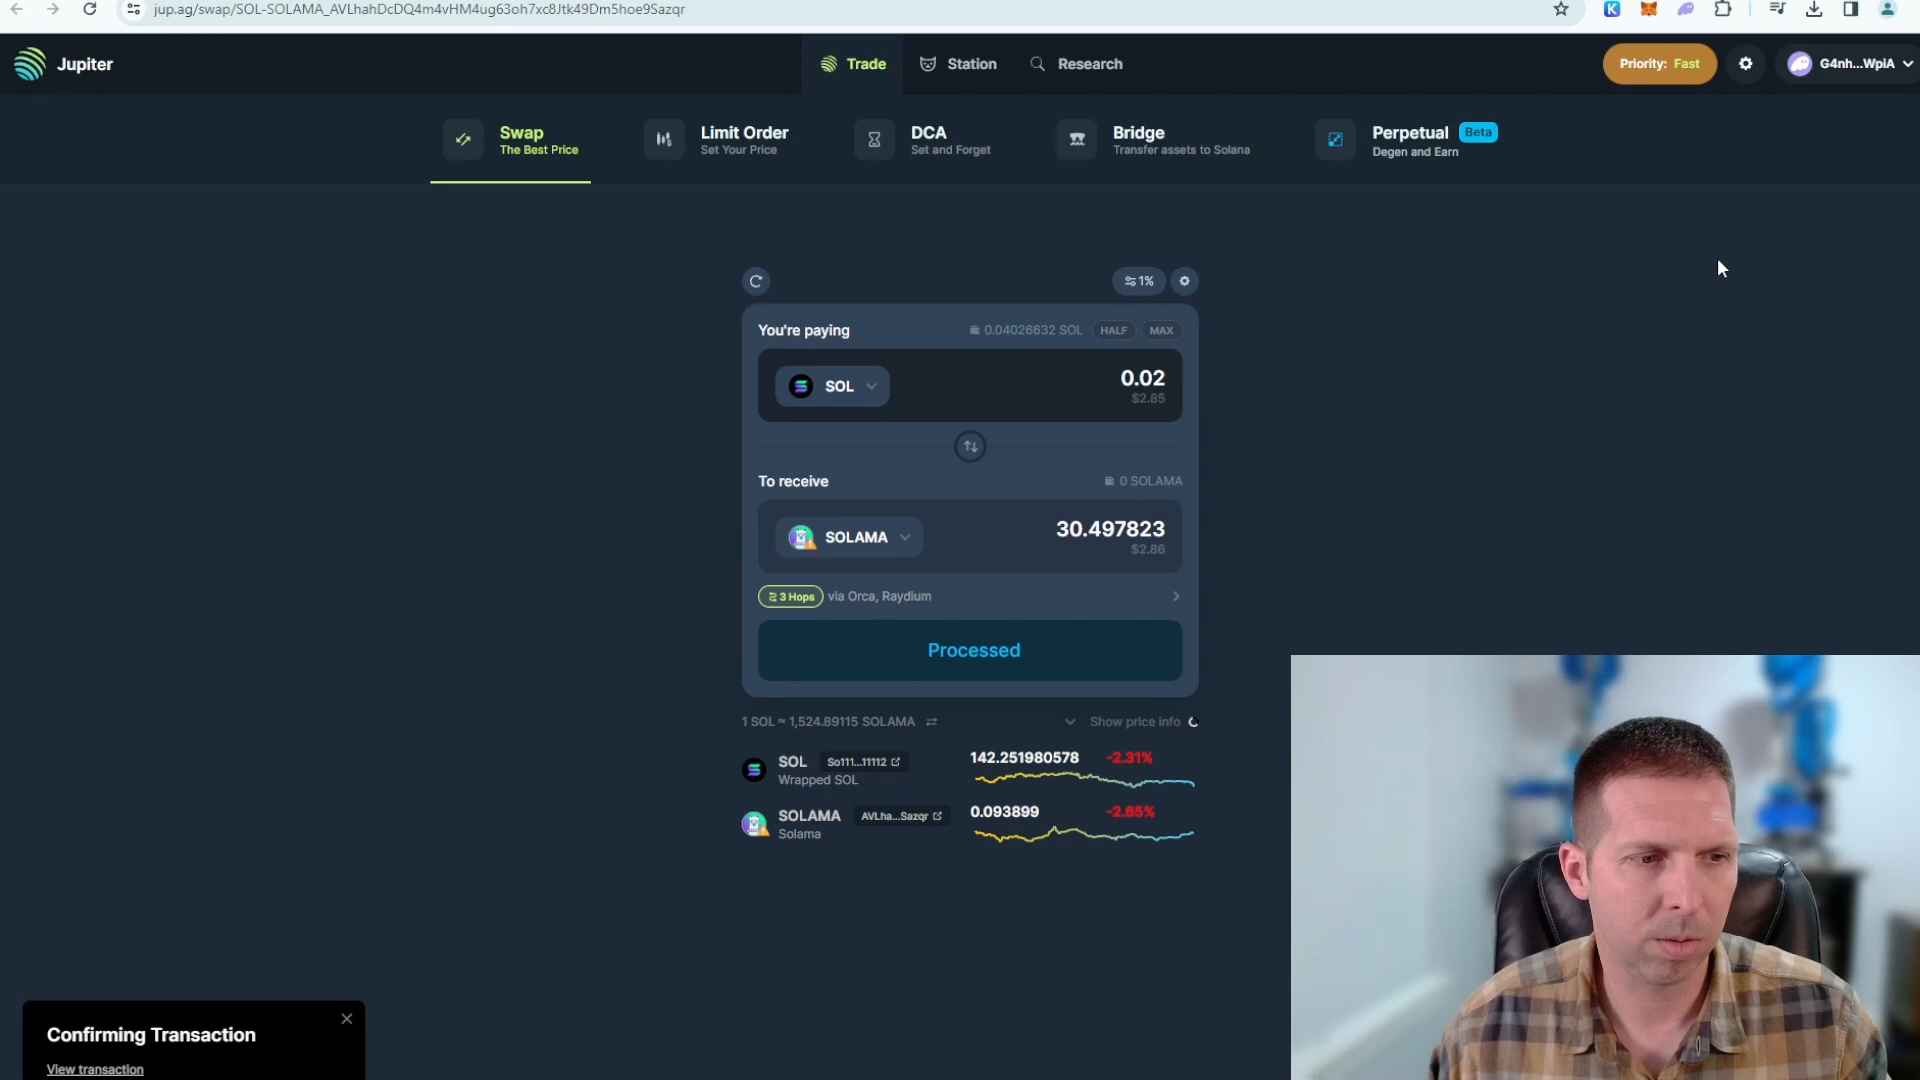 jup.ag/swap/SOL-SOLAMA_AVLhahDcDQ4m4vHM4ug63oh7xc8Jtk49Dm5hoe9Sazqr
Jupiter
Trade
Station
Research
Priority: Fast
G4nh...WpiA
Swap
The Best Price
Limit Order
Set Your Price
DCA
Set and Forget
Bridge
Transfer assets to Solana
Perpetual Beta
Degen and Earn
1%
You're paying
0.04026632 SOL
HALF
MAX
SOL
0.02
$2.85
To receive
0 SOLAMA
SOLAMA
30.497823
$2.86
3 Hops via Orca, Raydium
Processed
1 SOL ≈ 1,524.89115 SOLAMA
Show price info
SOL So111...11112
Wrapped SOL
142.251980578 -2.31%
SOLAMA AVLha...Sazqr
Solama
0.093899 -2.65%
Confirming Transaction
View transaction